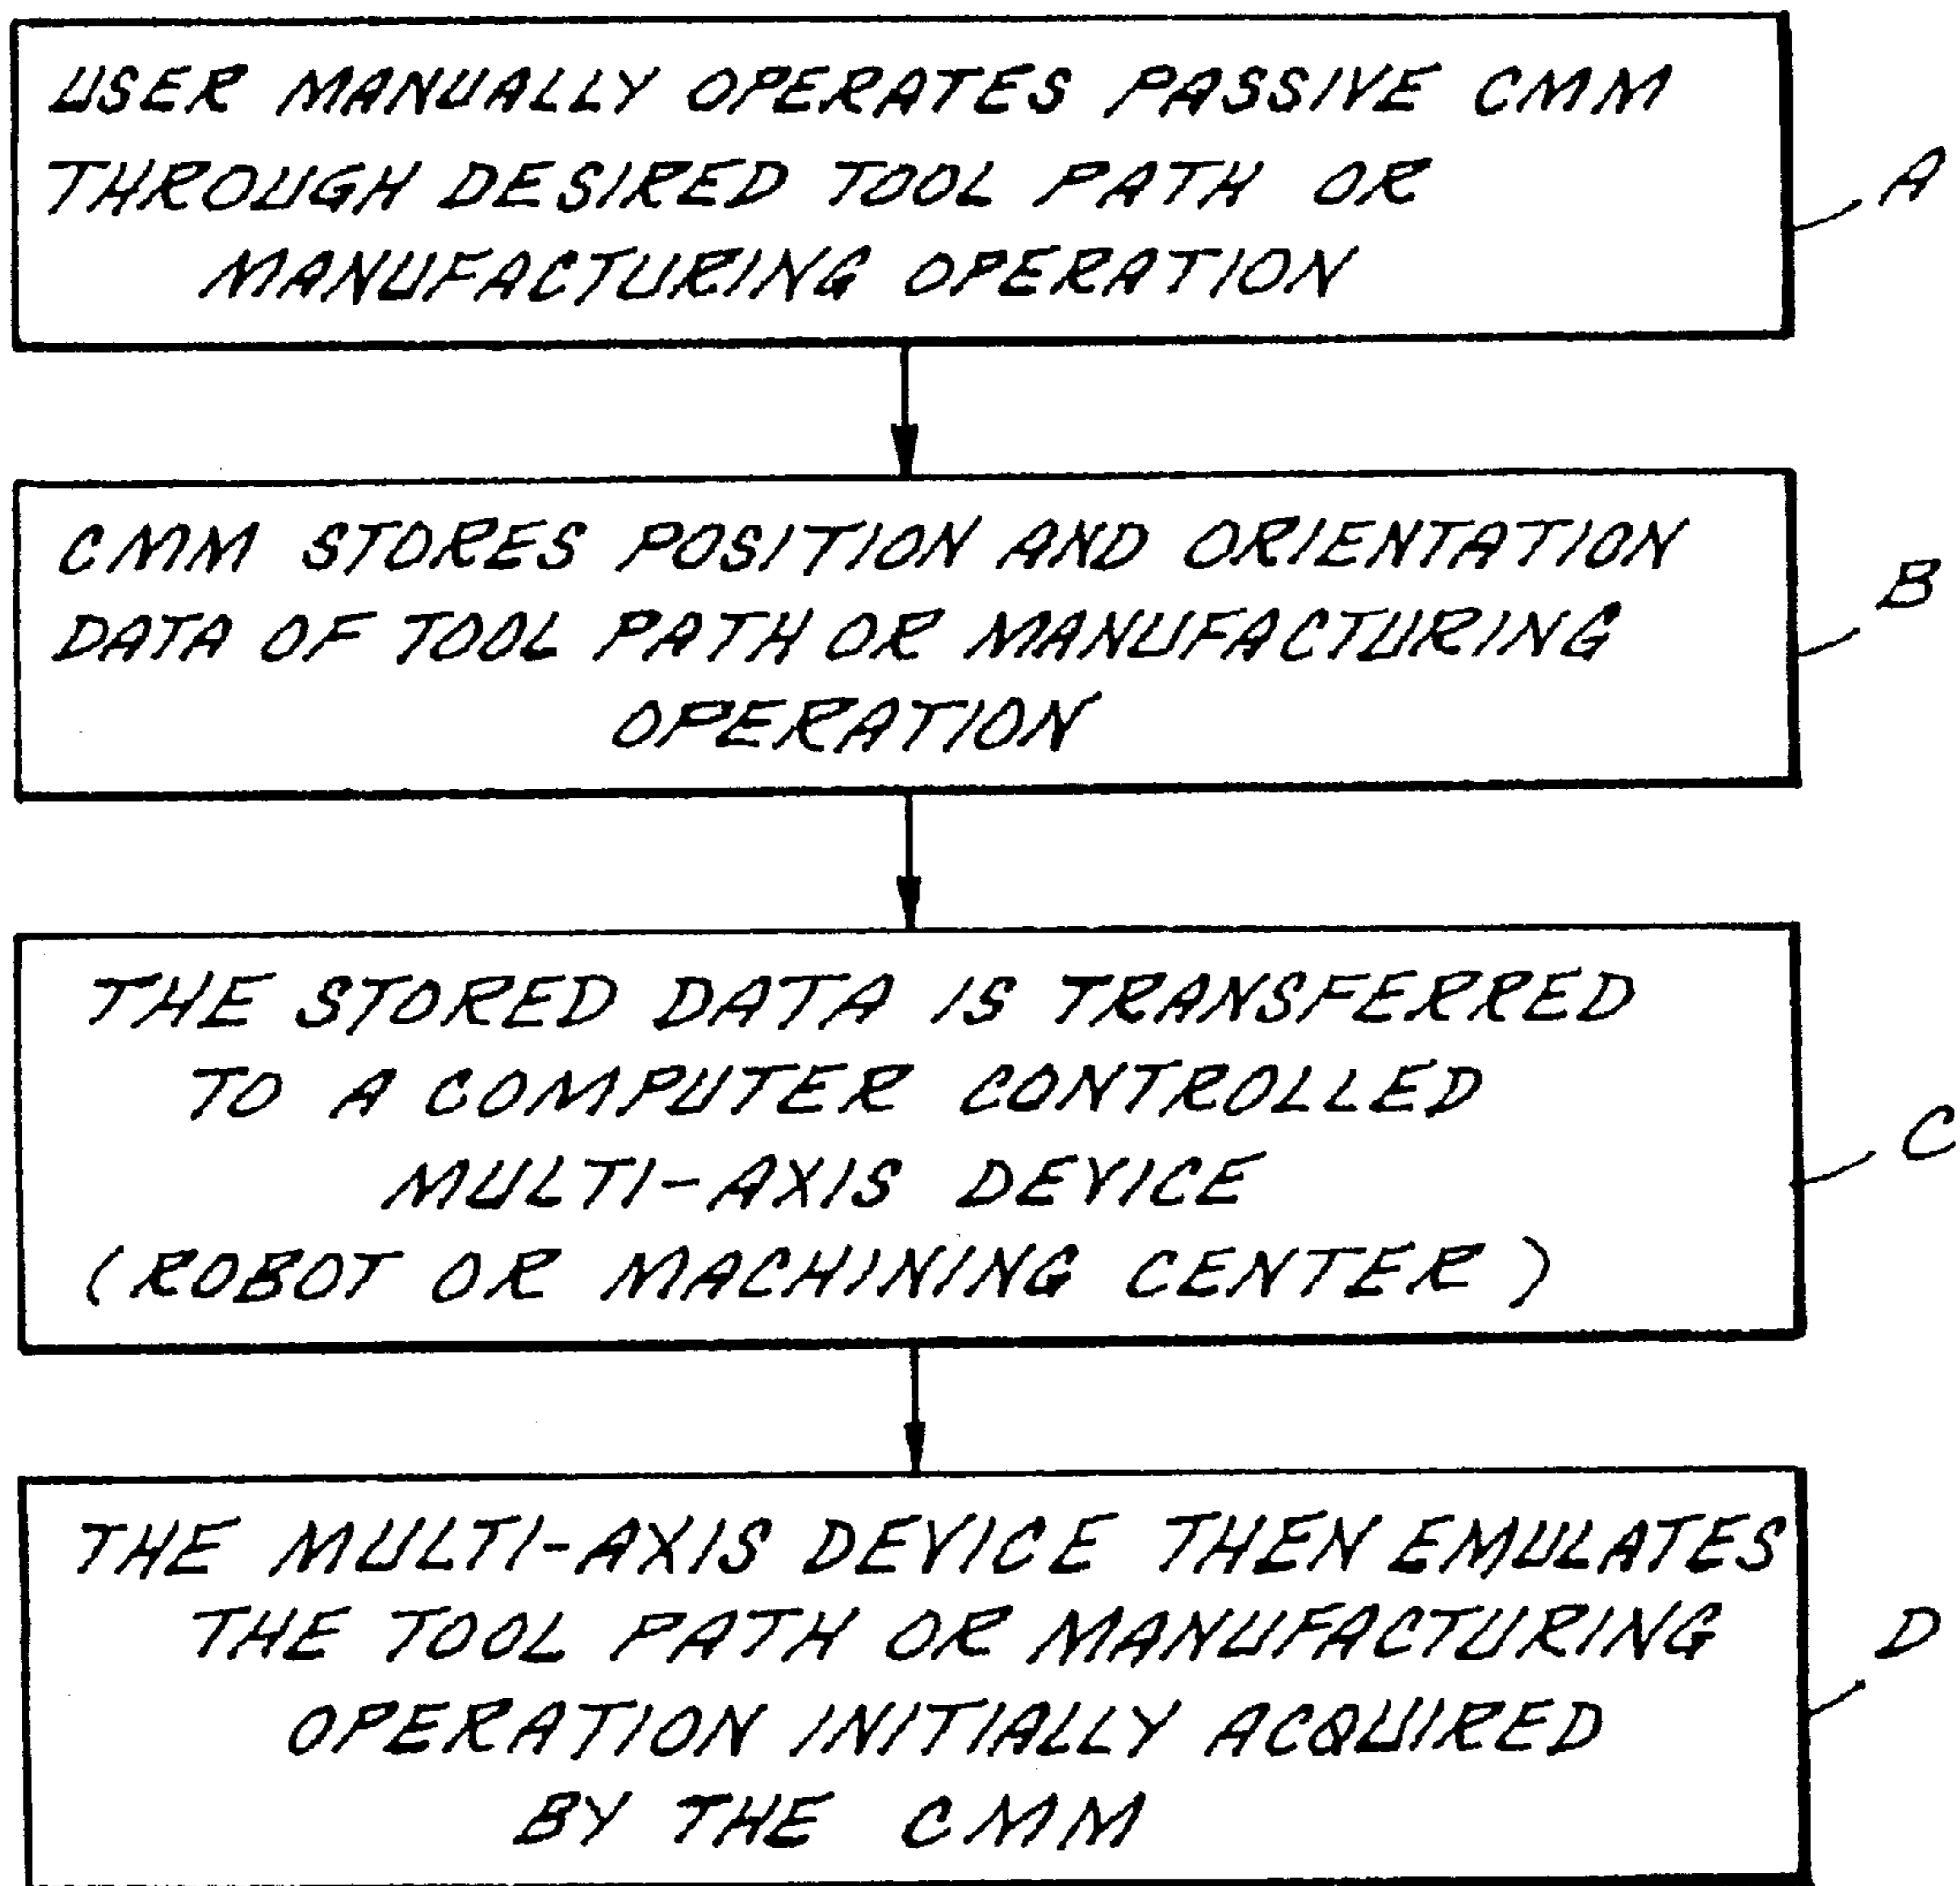 USER MANUALLY OPERATES PASSIVE CMM
THROUGH DESIRED TOOL PATH OR
MANUFACTURING OPERATION
A
CMM STORES POSITION AND ORIENTATION
DATA OF TOOL PATH OR MANUFACTURING
OPERATION
B
THE STORED DATA IS TRANSFERRED
TO A COMPUTER CONTROLLED
MULTI-AXIS DEVICE
(ROBOT OR MACHINING CENTER)
C
THE MULTI-AXIS DEVICE THEN EMULATES
THE TOOL PATH OR MANUFACTURING
OPERATION INITIALLY ACQUIRED
BY THE CMM
D